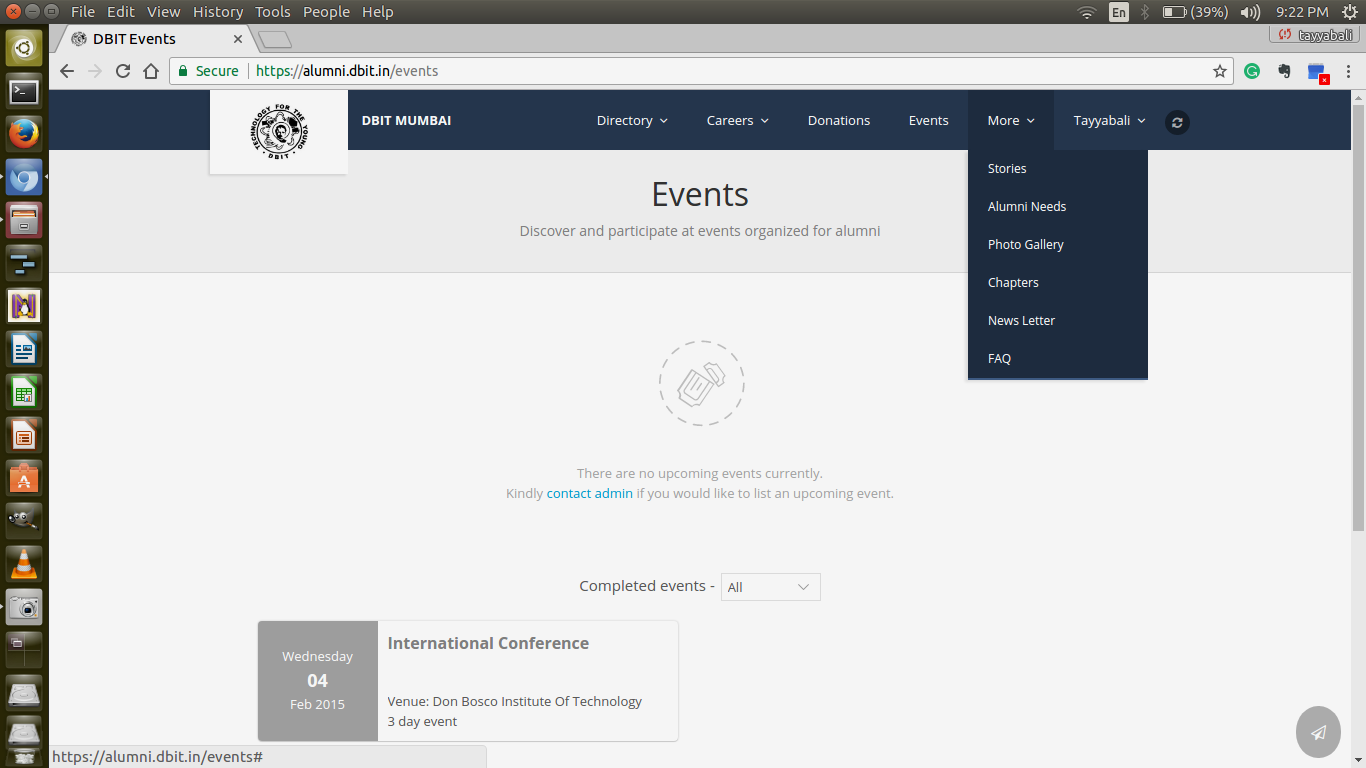 File Edit View History Tools People Help
En (39%) 9:22 PM
DBIT Events
tayyabali
Secure https://alumni.dbit.in/events
TECHNOLOGY FOR THE YOUNG
DBIT
DBIT MUMBAI
Directory Careers Donations Events More Tayyabali
Stories
Alumni Needs
Photo Gallery
Chapters
News Letter
FAQ
Events
Discover and participate at events organized for alumni
There are no upcoming events currently.
Kindly contact admin if you would like to list an upcoming event.
Completed events - All
Wednesday
04
Feb 2015
International Conference
Venue: Don Bosco Institute Of Technology
3 day event
https://alumni.dbit.in/events#